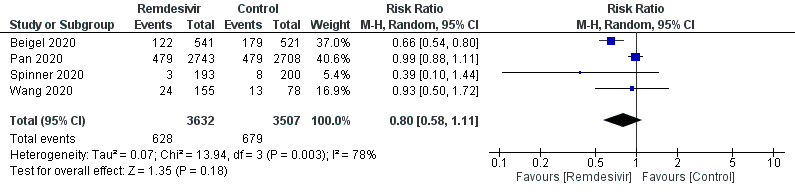 Remdesivir Control Risk Ratio Risk Ratio
Study or Subgroup Events Total Events Total Weight M-H, Random, 95% CI M-H, Random, 95% CI
Beigel 2020 122 541 179 521 37.0% 0.66 [0.54, 0.80]
Pan 2020 479 2743 479 2708 40.6% 0.99 [0.88, 1.11]
Spinner 2020 3 193 8 200 5.4% 0.39 [0.10, 1.44]
Wang 2020 24 155 13 78 16.9% 0.93 [0.50, 1.72]
Total (95% CI) 3632 3507 100.0% 0.80 [0.58, 1.11]
Total events 628 679
Heterogeneity: Tau² = 0.07; Chi² = 13.94, df = 3 (P = 0.003); I² = 78%
Test for overall effect: Z = 1.35 (P = 0.18)
0.1 0.2 0.5 1 2 5 10
Favours [Remdesivir] Favours [Control]